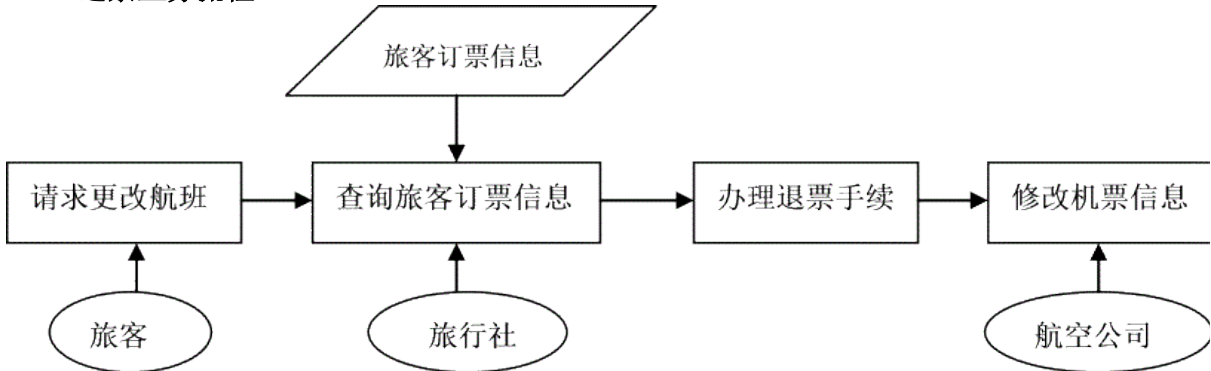 旅客订票信息
请求更改航班
查询旅客订票信息
办理退票手续
修改机票信息
旅客
旅行社
航空公司